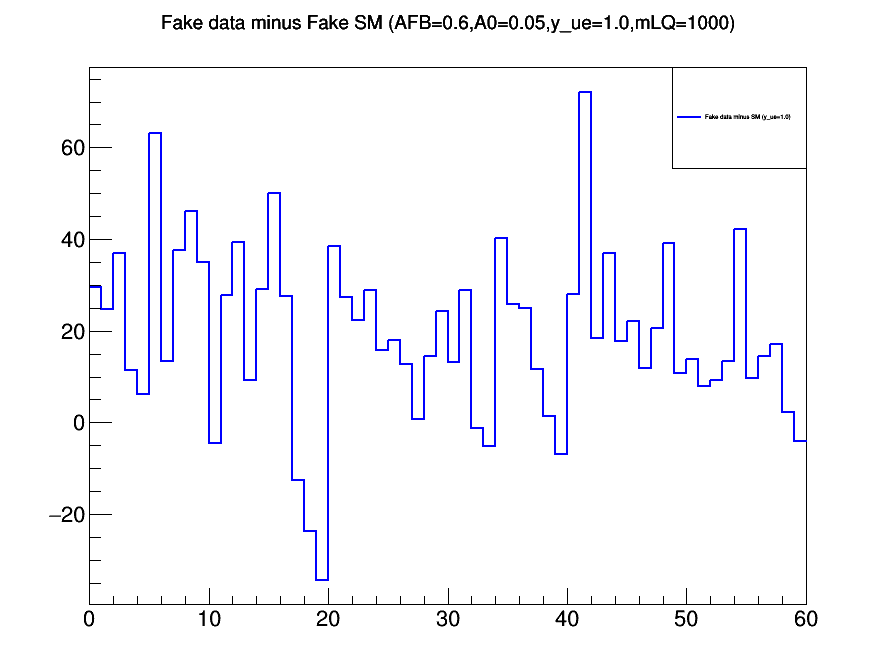 Fake data minus Fake SM (AFB=0.6,A0=0.05,y_ue=1.0,mLQ=1000)
Fake data minus SM (y_ue=1.0)
60
40
20
0
−20
0 10 20 30 40 50 60